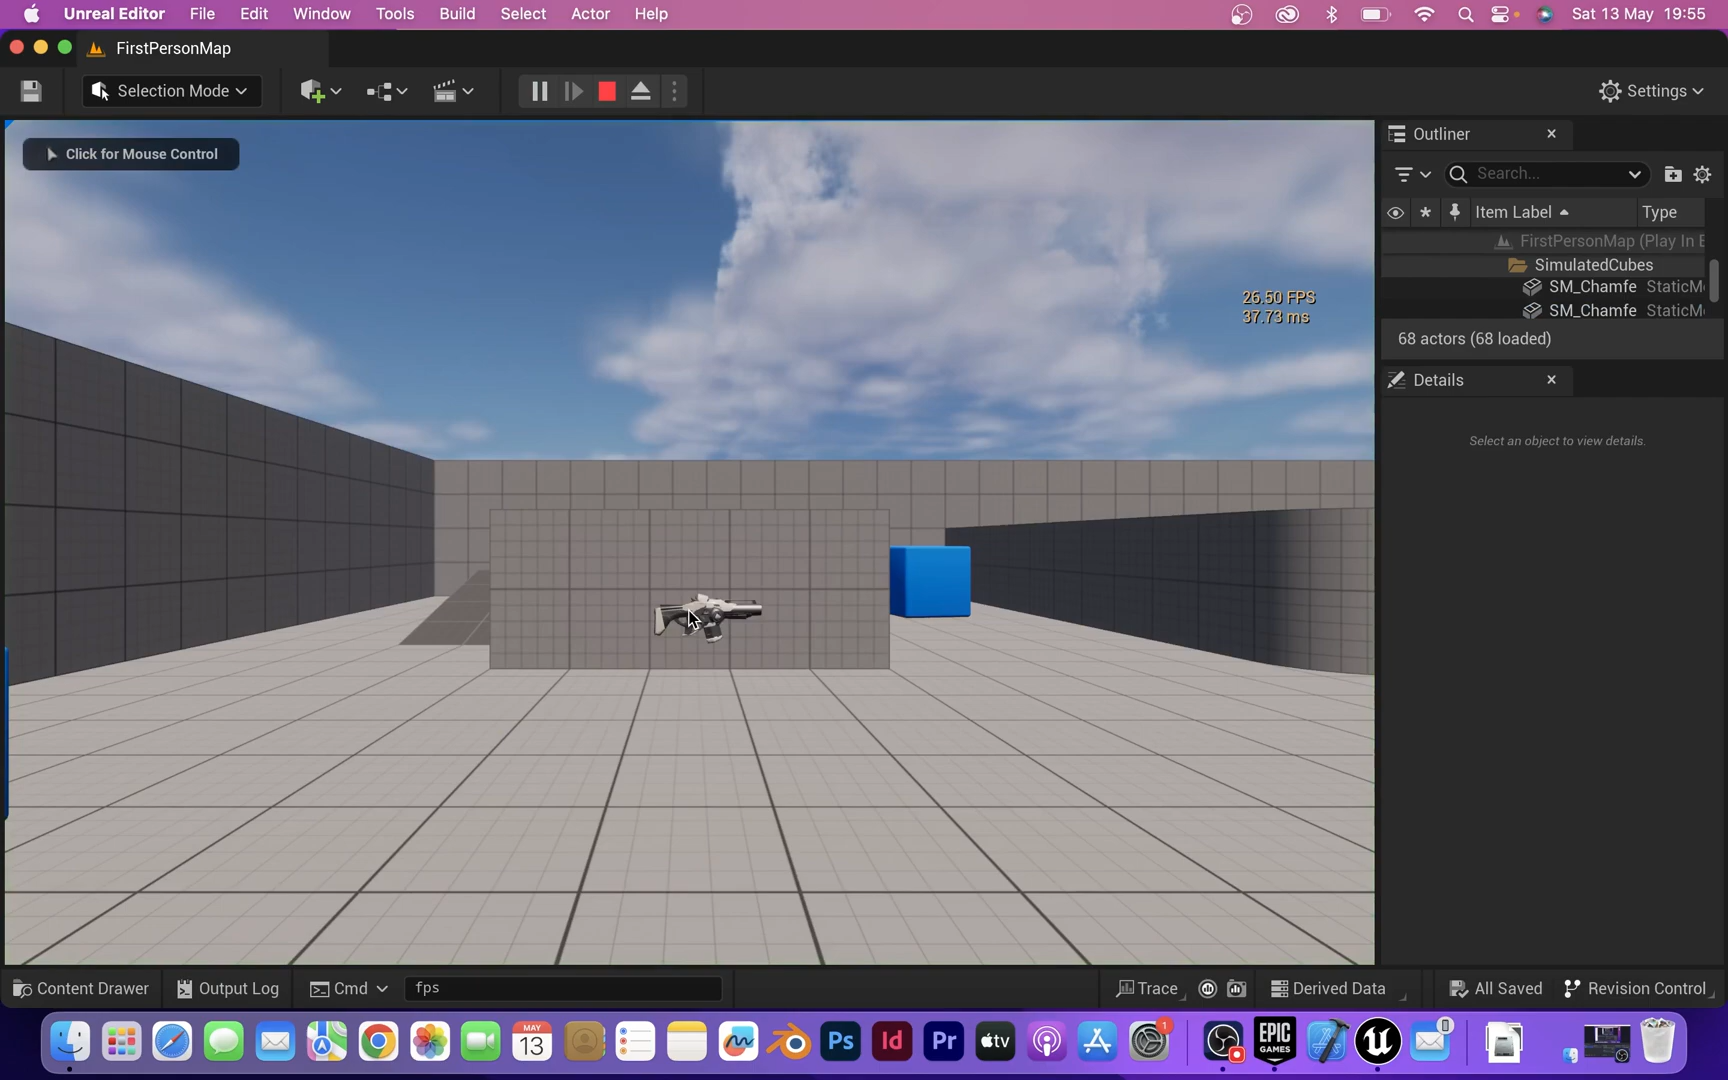 Unreal Editor File Edit Window Tools Build Select Actor Help Sat 13 May 19:55
FirstPersonMap
Selection Mode Settings
Click for Mouse Control
Outliner
Search...
Item Label Type
FirstPersonMap (Play In E
SimulatedCubes
SM_Chamfe StaticM
SM_Chamfe StaticM
68 actors (68 loaded)
26.50 FPS
37.73 ms
Details
Select an object to view details.
Content Drawer Output Log Cmd fps Trace Derived Data All Saved Revision Control
MAY
13
Ps
Id
Pr
tv
1
EPIC
GAMES